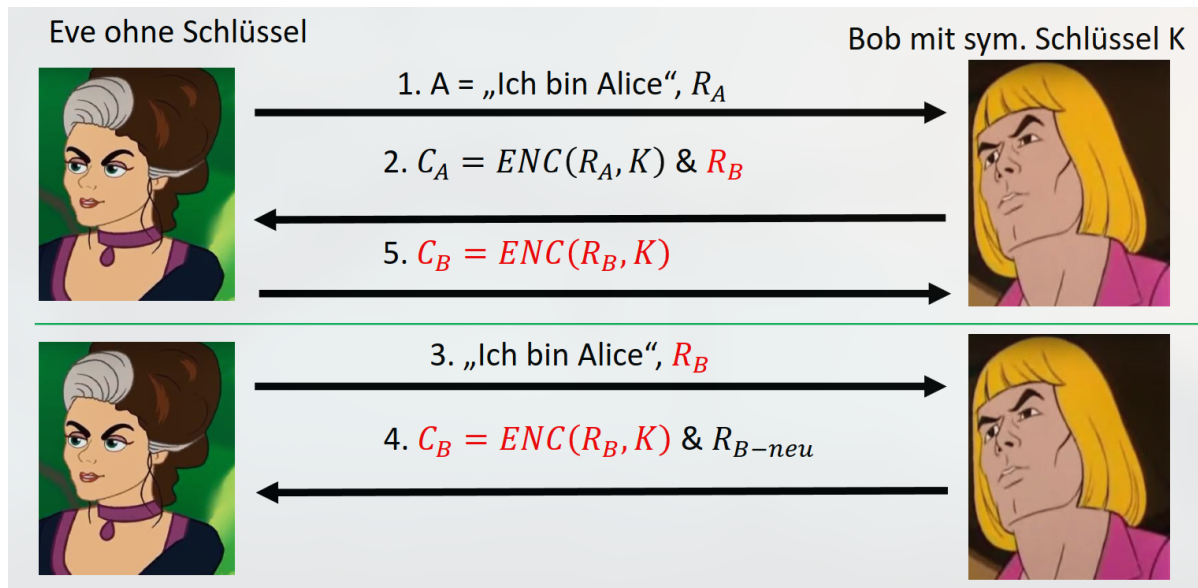 Eve ohne Schlüssel
Bob mit sym. Schlüssel K
1. A = „Ich bin Alice“, R_A
2. C_A = ENC(R_A, K) & R_B
5. C_B = ENC(R_B, K)
3. „Ich bin Alice“, R_B
4. C_B = ENC(R_B, K) & R_{B−neu}